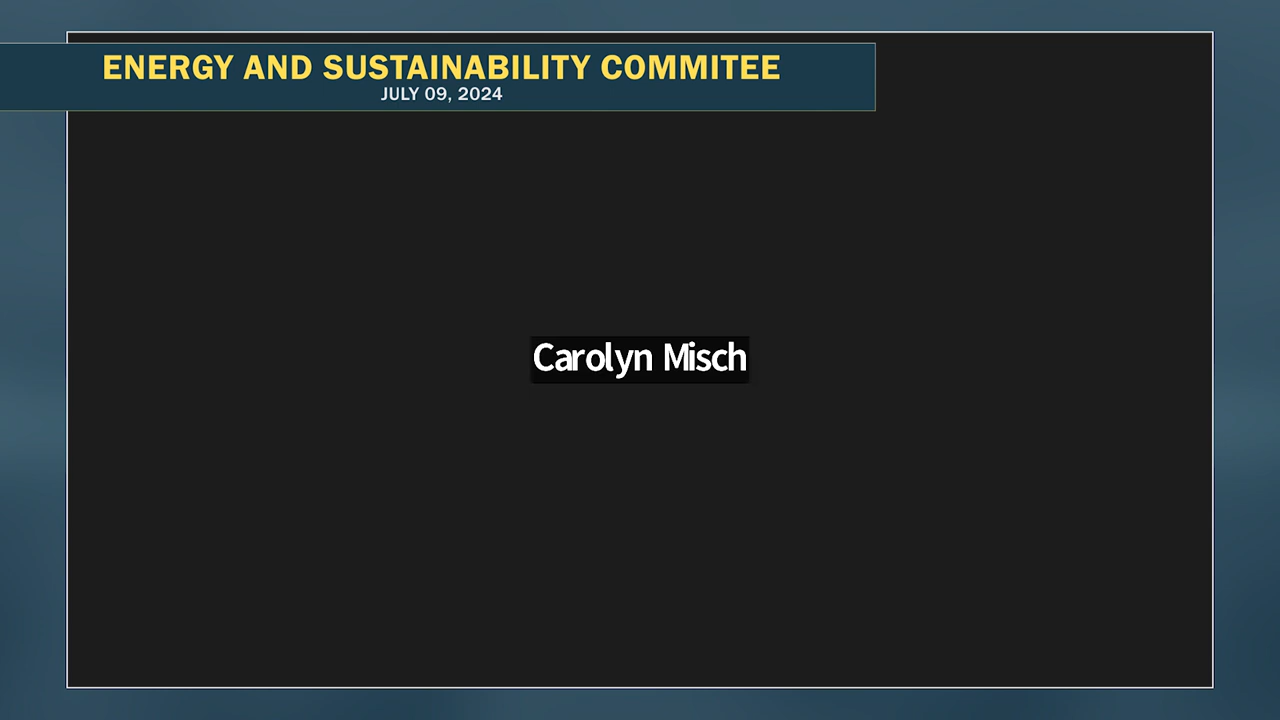 ENERGY AND SUSTAINABILITY COMMITEE
JULY 09, 2024
Carolyn Misch